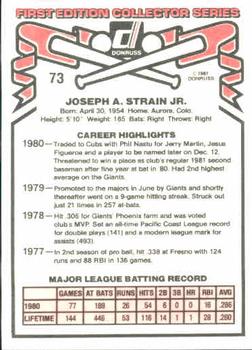 FIRST EDITION COLLECTOR SERIES
DONRUSS
© 1981
DONRUSS
73
JOSEPH A. STRAIN JR.
Born: April 30, 1954 Home: Aurora, Colo.
Height: 5'10" Weight: 165 Bats: Right Throws: Right
CAREER HIGHLIGHTS
1980— Traded to Cubs with Phil Nastu for Jerry Martin, Jesus
Figueroa and a player to be named later on Dec. 12.
Threatened to win a place as club's regular 1981 second
baseman after fine year at bat in '80. Had 2nd highest
average on the Giants.
1979— Promoted to the majors in June by Giants and shortly
thereafter went on a 9-game hitting streak. Struck out
just 21 times in 257 at-bats.
1978— Hit .306 for Giants' Phoenix farm and was voted
club's MVP. Set an all-time Pacific Coast League record
for double plays (141) and a modern league mark for
assists (493).
1977— In 2nd season of pro ball, hit .338 at Fresno with 124
runs and 88 RBI in 136 games.
MAJOR LEAGUE BATTING RECORD
GAMES AT BATS RUNS HITS 2B 3B HR RBI AVG
1980 77 189 26 54 6 0 0 16 .286
LIFETIME 144 446 53 114 14 1 1 28 .260